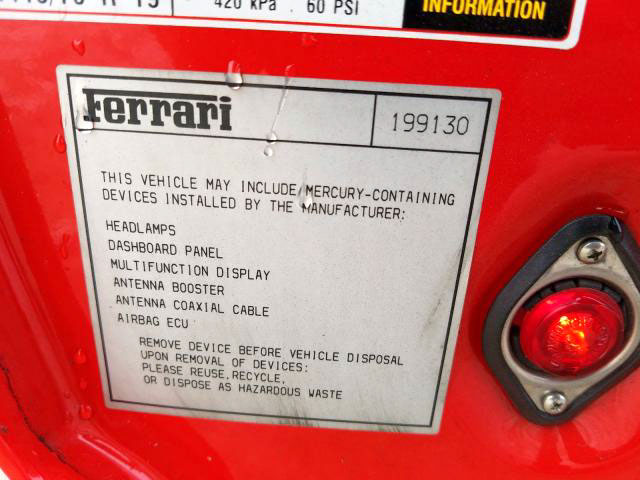 420 kPa . 60 PSI
INFORMATION
Ferrari
199130
THIS VEHICLE MAY INCLUDE MERCURY-CONTAINING
DEVICES INSTALLED BY THE MANUFACTURER:
HEADLAMPS
DASHBOARD PANEL
MULTIFUNCTION DISPLAY
ANTENNA BOOSTER
ANTENNA COAXIAL CABLE
AIRBAG ECU
REMOVE DEVICE BEFORE VEHICLE DISPOSAL
UPON REMOVAL OF DEVICES:
PLEASE REUSE,RECYCLE,
OR DISPOSE AS HAZARDOUS WASTE